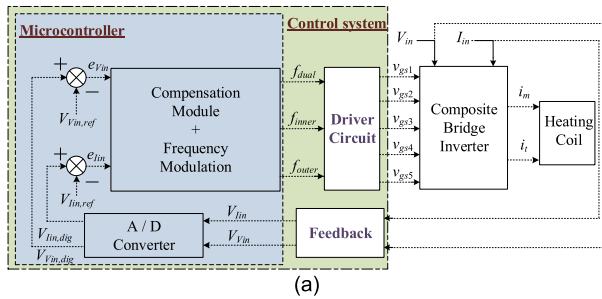 Microcontroller
Control system
+
e_Vin
−
V_Vin,ref
+
e_Iin
−
V_Iin,ref
Compensation
Module
+
Frequency
Modulation
f_dual
f_inner
f_outer
Driver
Circuit
v_gs1
v_gs2
v_gs3
v_gs4
v_gs5
V_in
I_in
Composite
Bridge
Inverter
i_m
i_t
Heating
Coil
A / D
Converter
V_Iin
V_Vin
Feedback
V_Iin,dig
V_Vin,dig
(a)